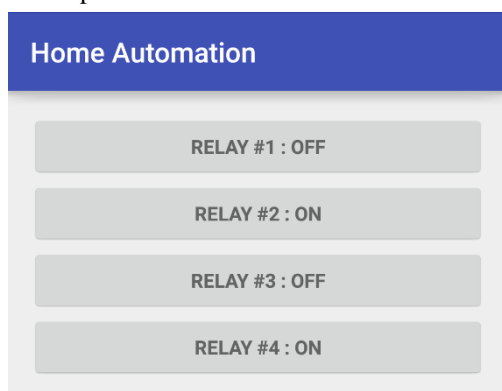 Home Automation
RELAY #1 : OFF
RELAY #2 : ON
RELAY #3 : OFF
RELAY #4 : ON